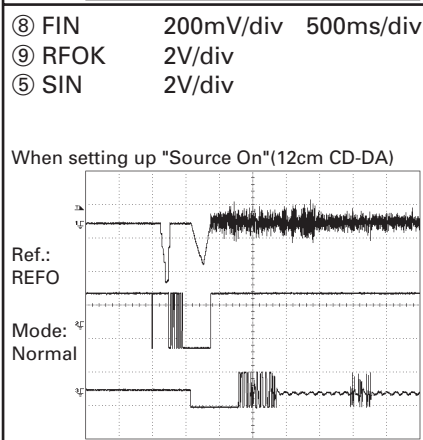 ⑧ FIN 200mV/div 500ms/div
⑨ RFOK 2V/div
⑤ SIN 2V/div
When setting up "Source On"(12cm CD-DA)
Ref.:
REFO
Mode:
Normal